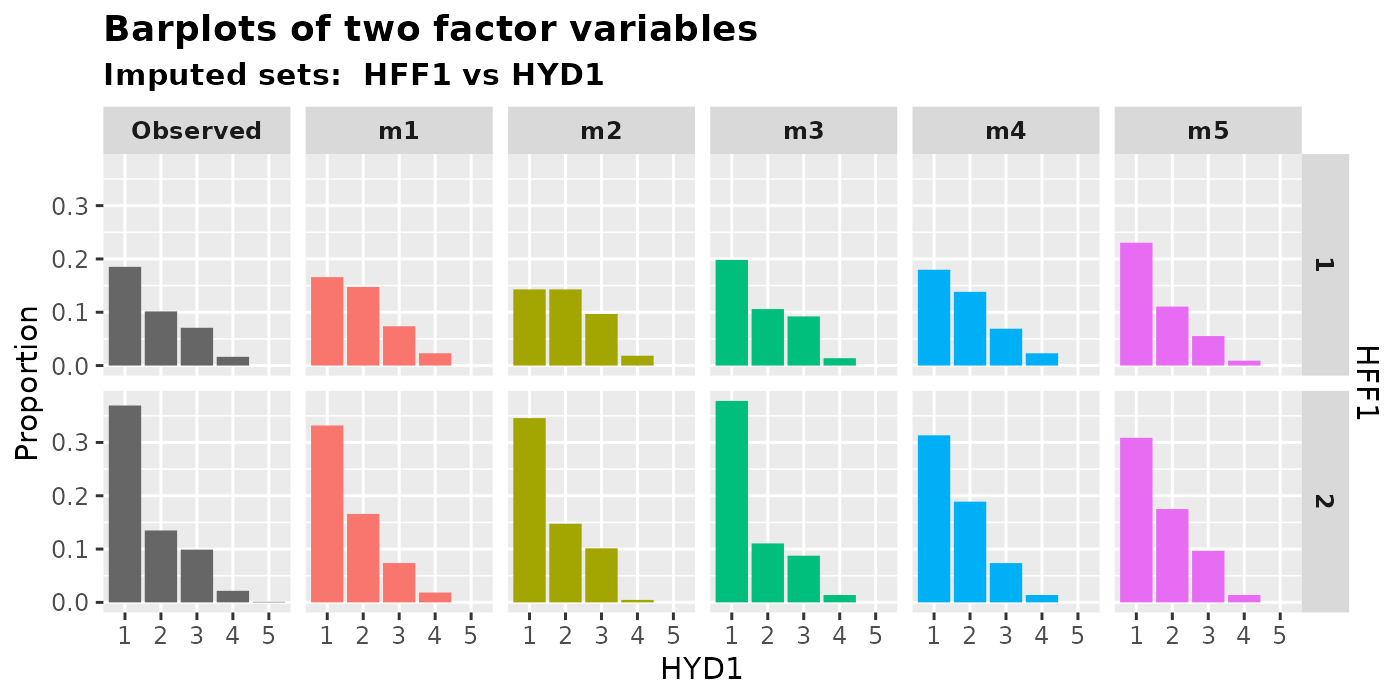 Barplots of two factor variables
Imputed sets:  HFF1 vs HYD1
Observed m1 m2 m3 m4 m5
0.3
0.2
0.1
0.0
1
0.3
0.2
0.1
0.0
2
Proportion
HFF1
1 2 3 4 5 1 2 3 4 5 1 2 3 4 5 1 2 3 4 5 1 2 3 4 5 1 2 3 4 5
HYD1